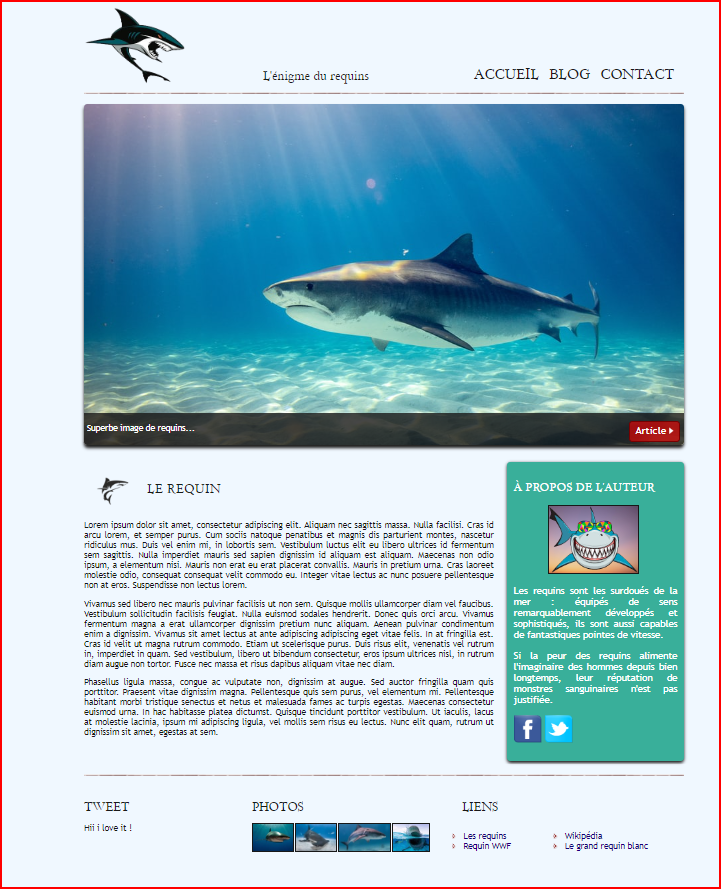 L'énigme du requins
ACCUEIL BLOG CONTACT
Superbe image de requins...
Article
LE REQUIN
Lorem ipsum dolor sit amet, consectetur adipiscing elit. Aliquam nec sagittis massa. Nulla facilisi. Cras id
arcu lorem, et semper purus. Cum sociis natoque penatibus et magnis dis parturient montes, nascetur
ridiculus mus. Duis vel enim mi, in lobortis sem. Vestibulum luctus elit eu libero ultrices id fermentum
sem sagittis. Nulla imperdiet mauris sed sapien dignissim id aliquam est aliquam. Maecenas non odio
ipsum, a elementum nisi. Mauris non erat eu erat placerat convallis. Mauris in pretium urna. Cras laoreet
molestie odio, consequat consequat velit commodo eu. Integer vitae lectus ac nunc posuere pellentesque
non at eros. Suspendisse non lectus lorem.
Vivamus sed libero nec mauris pulvinar facilisis ut non sem. Quisque mollis ullamcorper diam vel faucibus.
Vestibulum sollicitudin facilisis feugiat. Nulla euismod sodales hendrerit. Donec quis orci arcu. Vivamus
fermentum magna a erat ullamcorper dignissim pretium nunc aliquam. Aenean pulvinar condimentum
enim a dignissim. Vivamus sit amet lectus at ante adipiscing adipiscing eget vitae felis. In at fringilla est.
Cras id velit ut magna rutrum commodo. Etiam ut scelerisque purus. Duis risus elit, venenatis vel rutrum
in, imperdiet in quam. Sed vestibulum, libero ut bibendum consectetur, eros ipsum ultrices nisl, in rutrum
diam augue non tortor. Fusce nec massa et risus dapibus aliquam vitae nec diam.
Phasellus ligula massa, congue ac vulputate non, dignissim at augue. Sed auctor fringilla quam quis
porttitor. Praesent vitae dignissim magna. Pellentesque quis sem purus, vel elementum mi. Pellentesque
habitant morbi tristique senectus et netus et malesuada fames ac turpis egestas. Maecenas consectetur
euismod urna. In hac habitasse platea dictumst. Quisque tincidunt porttitor vestibulum. Ut iaculis, lacus
at molestie lacinia, ipsum mi adipiscing ligula, vel mollis sem risus eu lectus. Nunc elit quam, rutrum ut
dignissim sit amet, egestas at sem.
À PROPOS DE L'AUTEUR
Les requins sont les surdoués de la
mer : équipés de sens
remarquablement développés et
sophistiqués, ils sont aussi capables
de fantastiques pointes de vitesse.
Si la peur des requins alimente
l'imaginaire des hommes depuis bien
longtemps, leur réputation de
monstres sanguinaires n'est pas
justifiée.
TWEET
Hii i love it !
PHOTOS
LIENS
Les requins
Requin WWF
Wikipédia
Le grand requin blanc